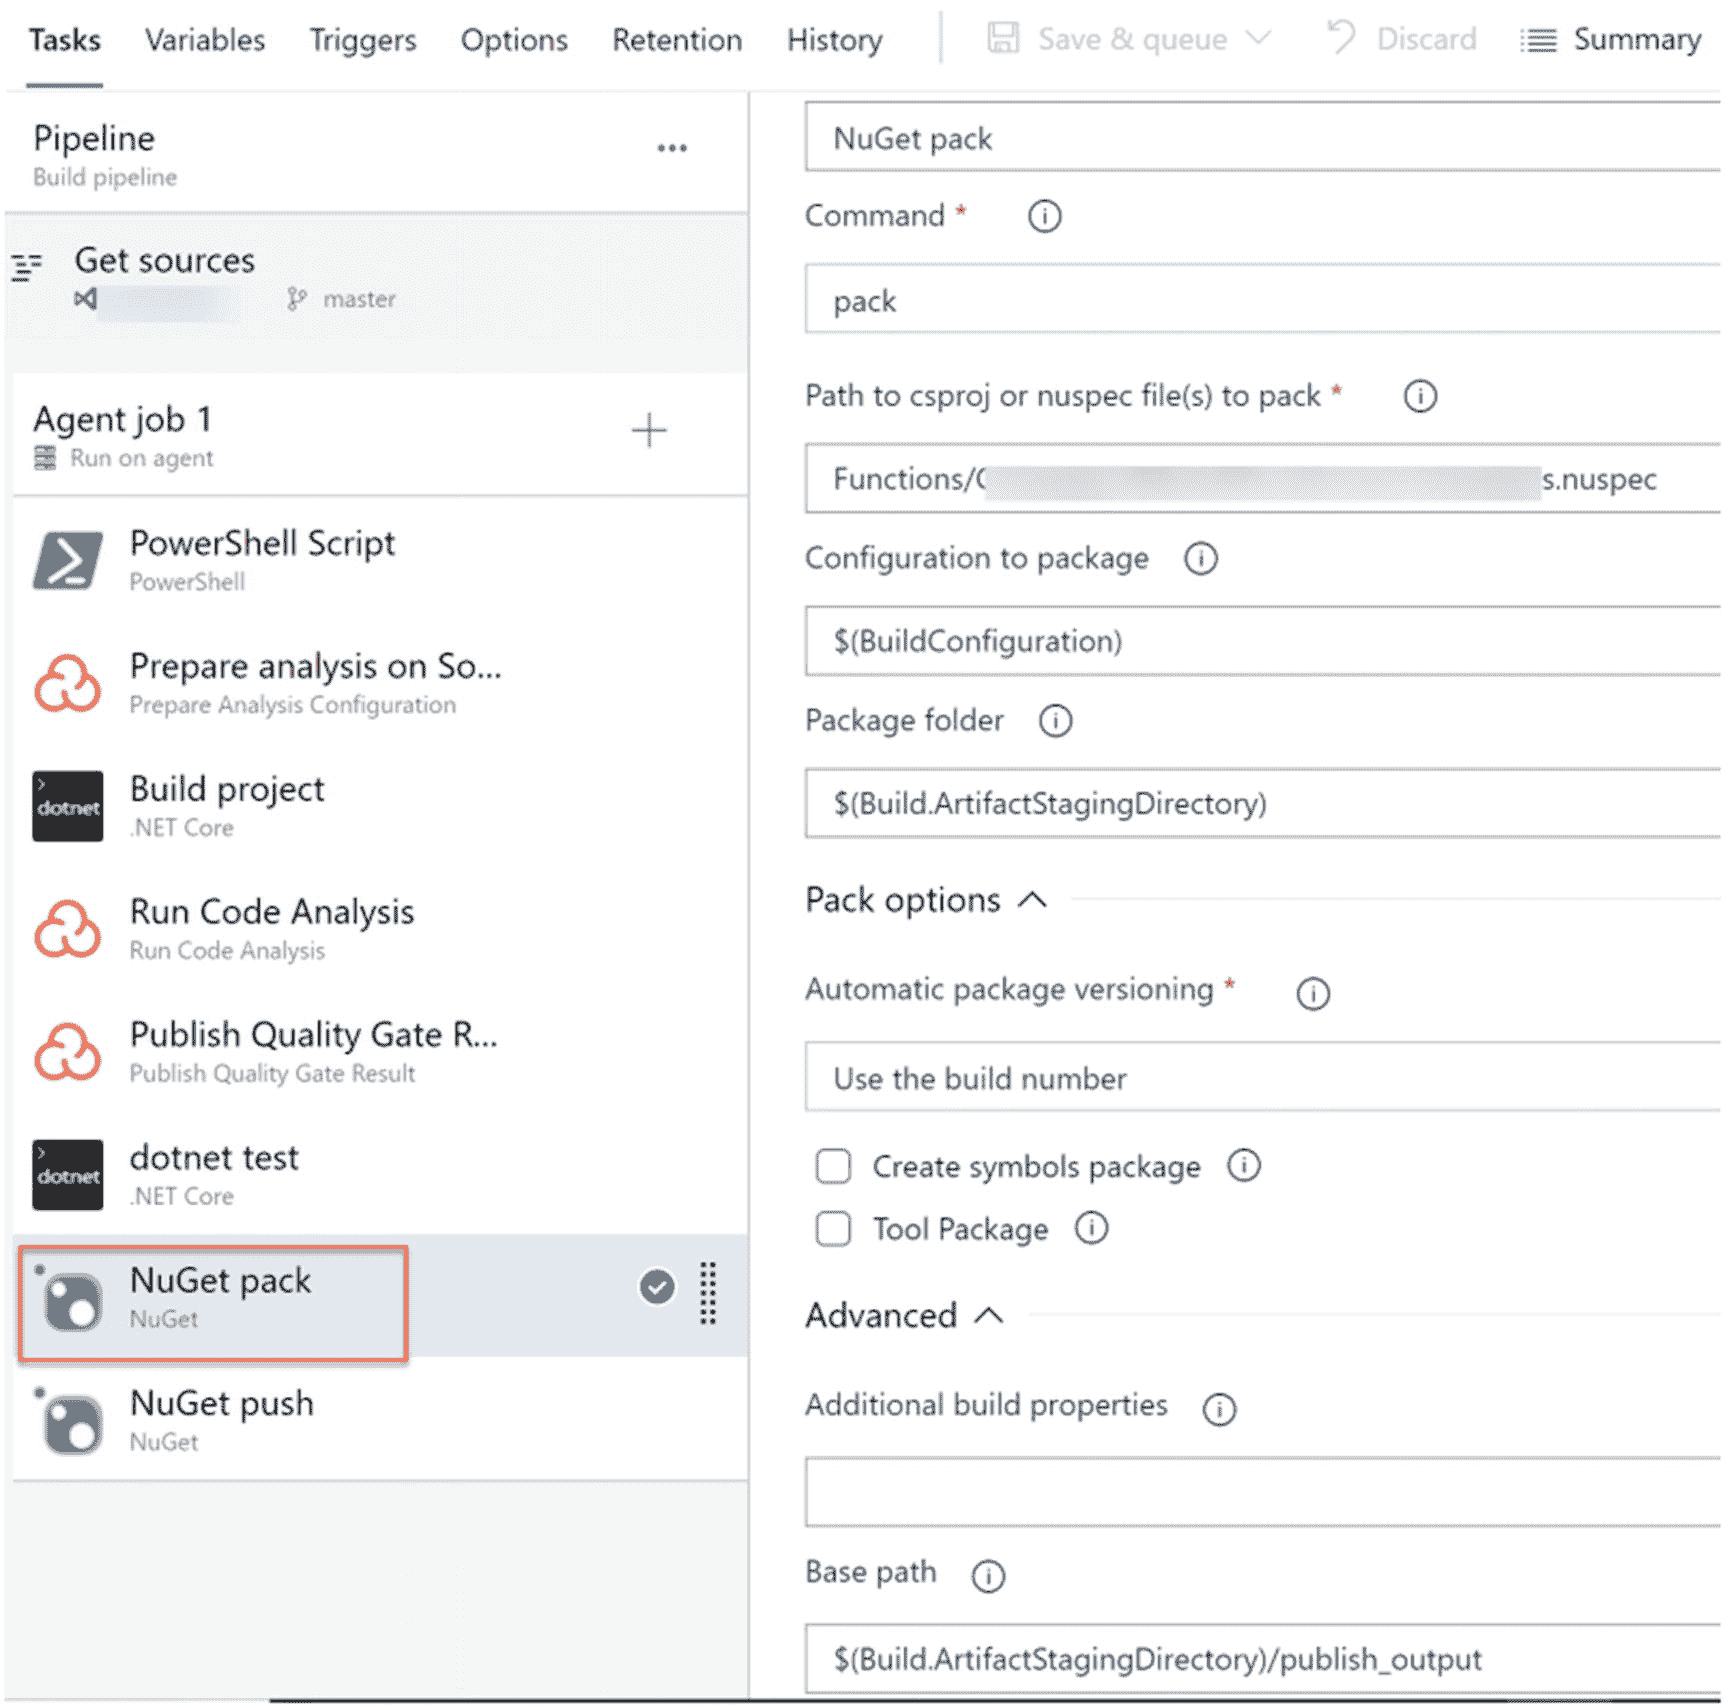 Tasks Variables Triggers Options Retention History Save & queue Discard Summary
Pipeline
Build pipeline
Get sources
master
Agent job 1
Run on agent
PowerShell Script
PowerShell
Prepare analysis on So...
Prepare Analysis Configuration
dotnet
Build project
.NET Core
Run Code Analysis
Run Code Analysis
Publish Quality Gate R...
Publish Quality Gate Result
dotnet
dotnet test
.NET Core
NuGet pack
NuGet
NuGet push
NuGet
NuGet pack
Command *
pack
Path to csproj or nuspec file(s) to pack *
Functions/ s.nuspec
Configuration to package
$(BuildConfiguration)
Package folder
$(Build.ArtifactStagingDirectory)
Pack options
Automatic package versioning *
Use the build number
Create symbols package
Tool Package
Advanced
Additional build properties
Base path
$(Build.ArtifactStagingDirectory)/publish_output